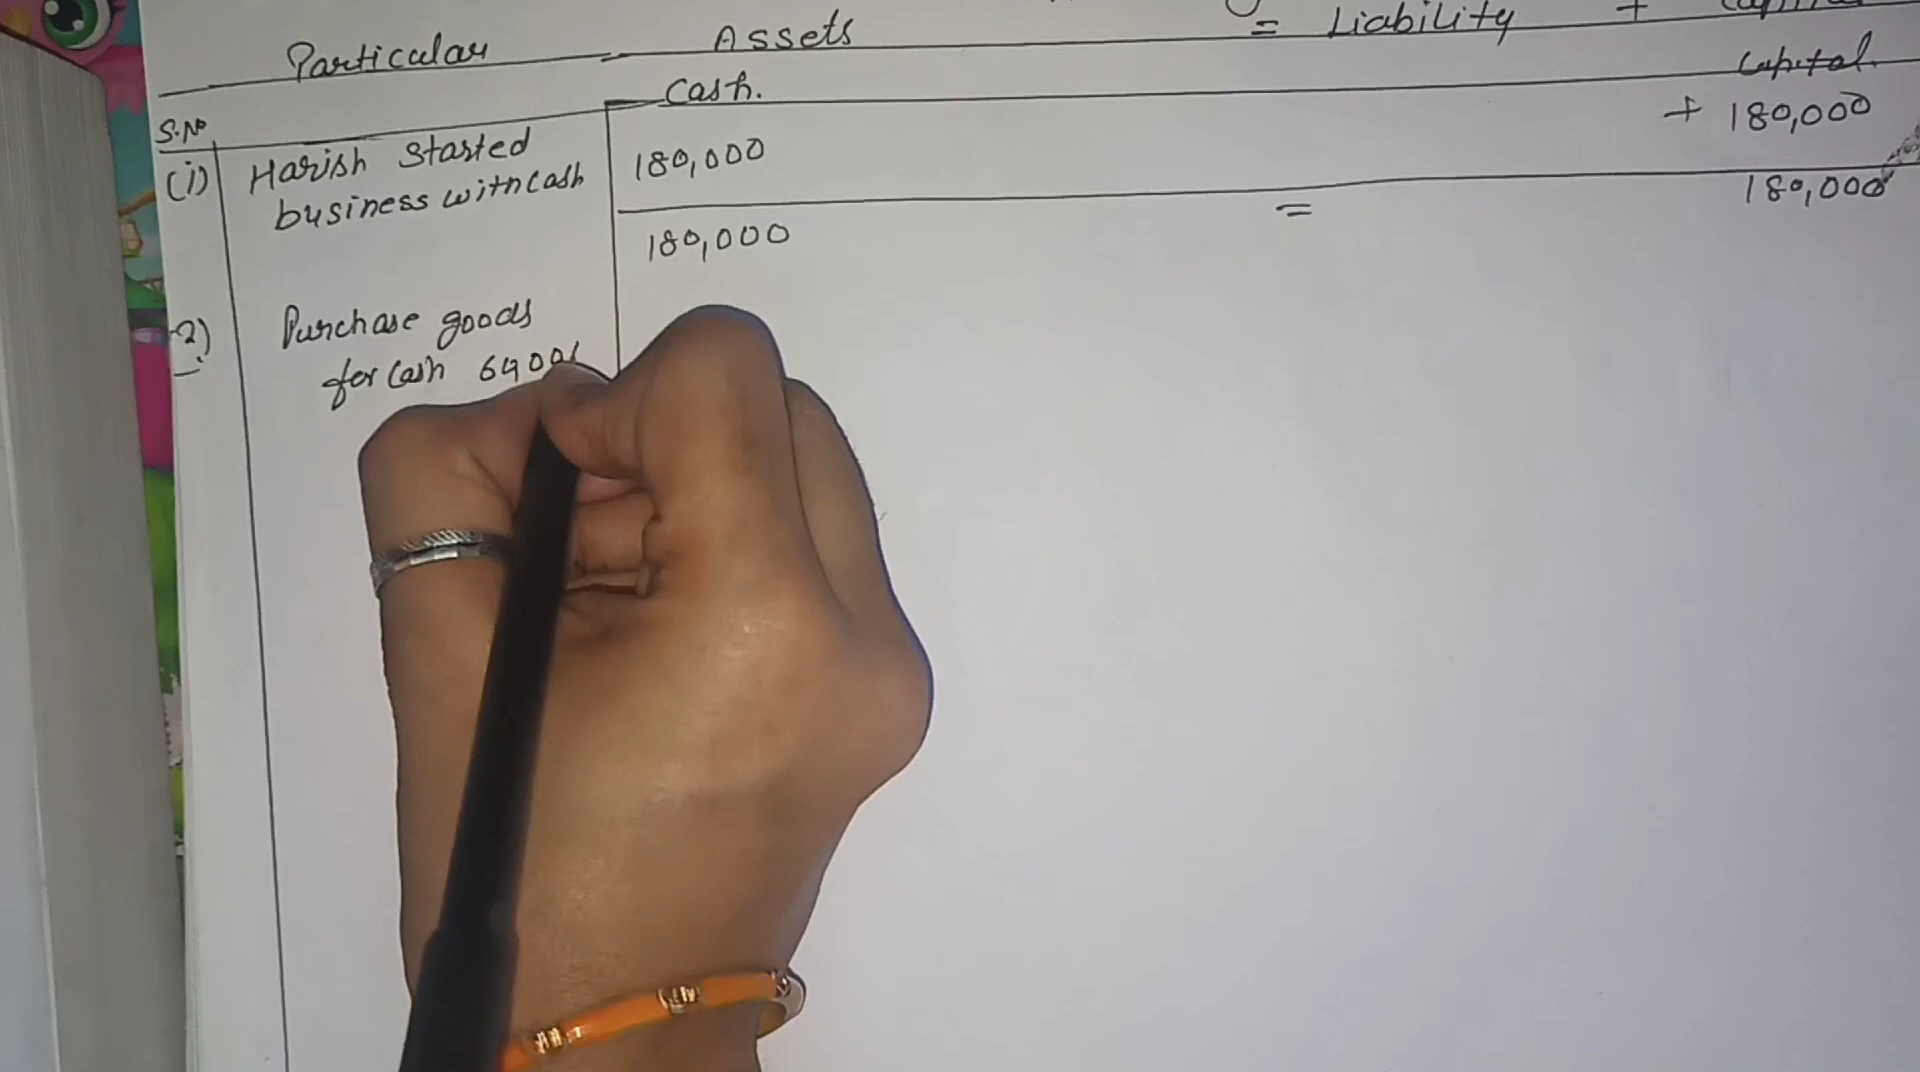 Particular Assets = Liability +
Cash. Capital.
S.No
(i) Harish started 180,000 + 180,000
business with cash
180,000 = 180,000
2) Purchase goods
for Cash